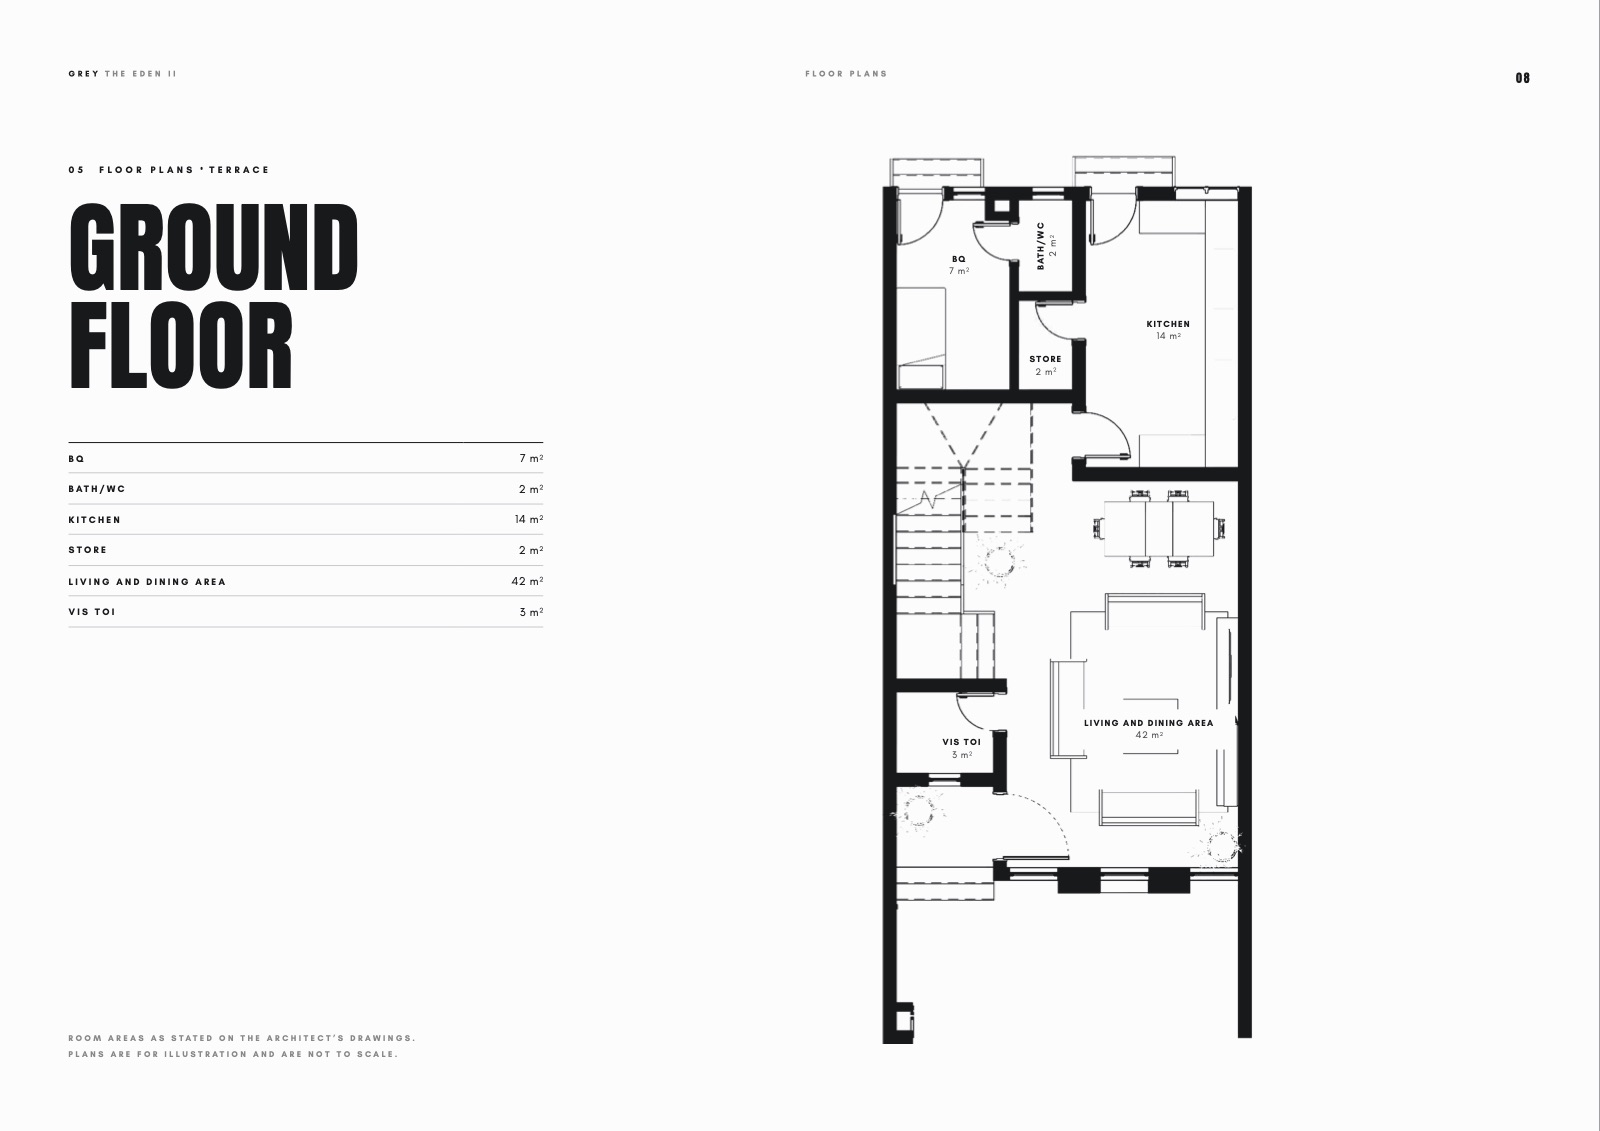 GREY THE EDEN II
FLOOR PLANS
08
05 FLOOR PLANS • TERRACE
GROUND
FLOOR
BQ 7 m²
BATH/WC 2 m²
KITCHEN 14 m²
STORE 2 m²
LIVING AND DINING AREA 42 m²
VIS TOI 3 m²
ROOM AREAS AS STATED ON THE ARCHITECT'S DRAWINGS.
PLANS ARE FOR ILLUSTRATION AND ARE NOT TO SCALE.
BQ
7 m²
BATH/WC
2 m²
KITCHEN
14 m²
STORE
2 m²
LIVING AND DINING AREA
42 m²
VIS TOI
3 m²